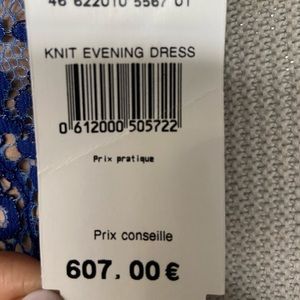 46 622010 5567 01
KNIT EVENING DRESS
0 612000 505722
Prix pratique
Prix conseille
607.00 €